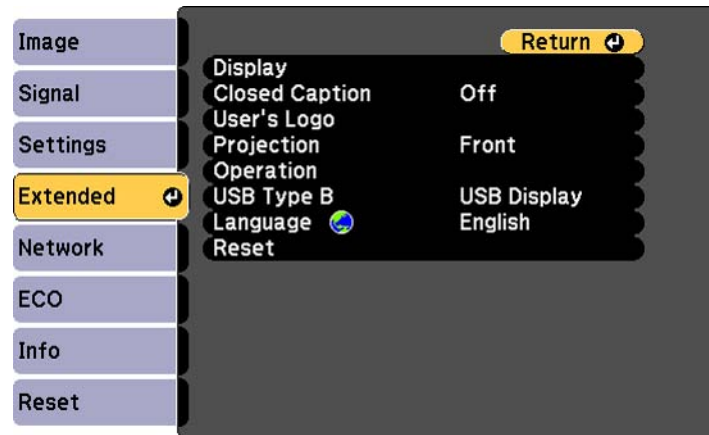 Image
Signal
Settings
Extended
Network
ECO
Info
Reset
Return
Display
Closed Caption Off
User's Logo
Projection Front
Operation
USB Type B USB Display
Language English
Reset